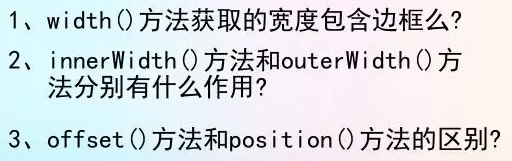 1、width()方法获取的宽度包含边框么?
2、innerWidth()方法和outerWidth()方
法分别有什么作用?
3、offset()方法和position()方法的区别?